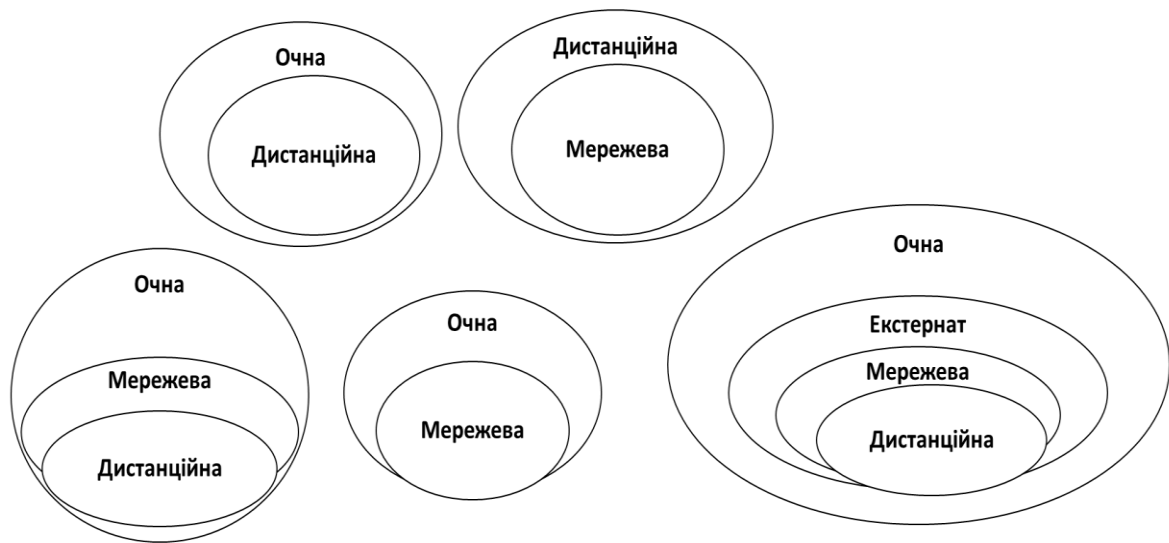 Очна
Дистанційна
Дистанційна
Мережева
Очна
Мережева
Дистанційна
Очна
Мережева
Очна
Екстернат
Мережева
Дистанційна